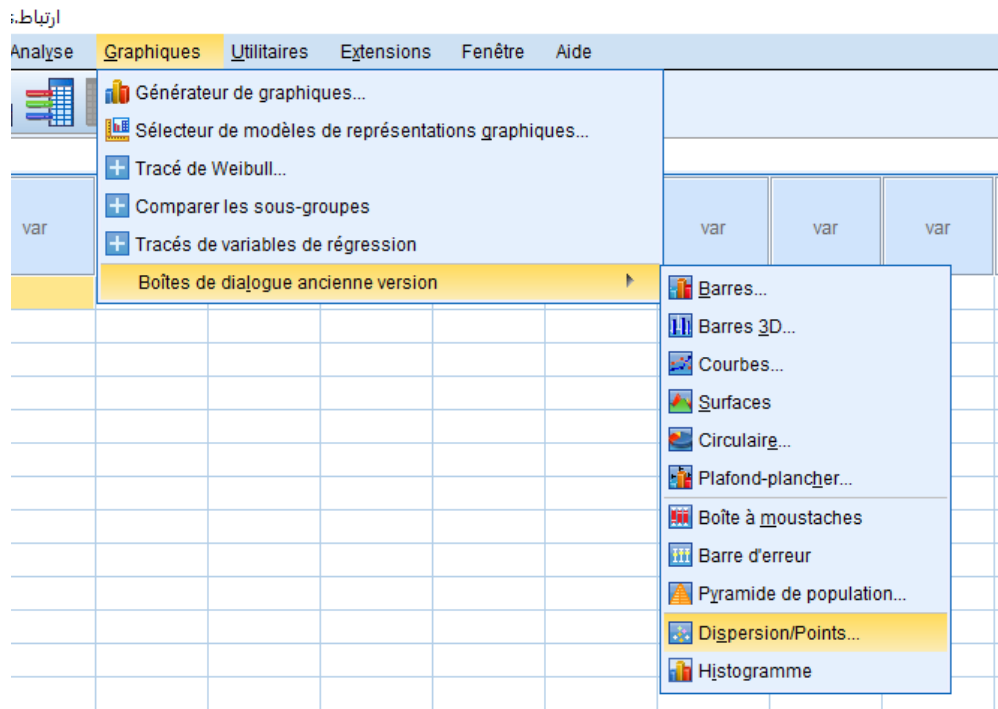 ارتباط.s
Analyse Graphiques Utilitaires Extensions Fenêtre Aide
Générateur de graphiques...
Sélecteur de modèles de représentations graphiques...
Tracé de Weibull...
Comparer les sous-groupes
Tracés de variables de régression
Boîtes de dialogue ancienne version
var var var var
Barres...
Barres 3D...
Courbes...
Surfaces
Circulaire...
Plafond-plancher...
Boîte à moustaches
Barre d'erreur
Pyramide de population...
Dispersion/Points...
Histogramme